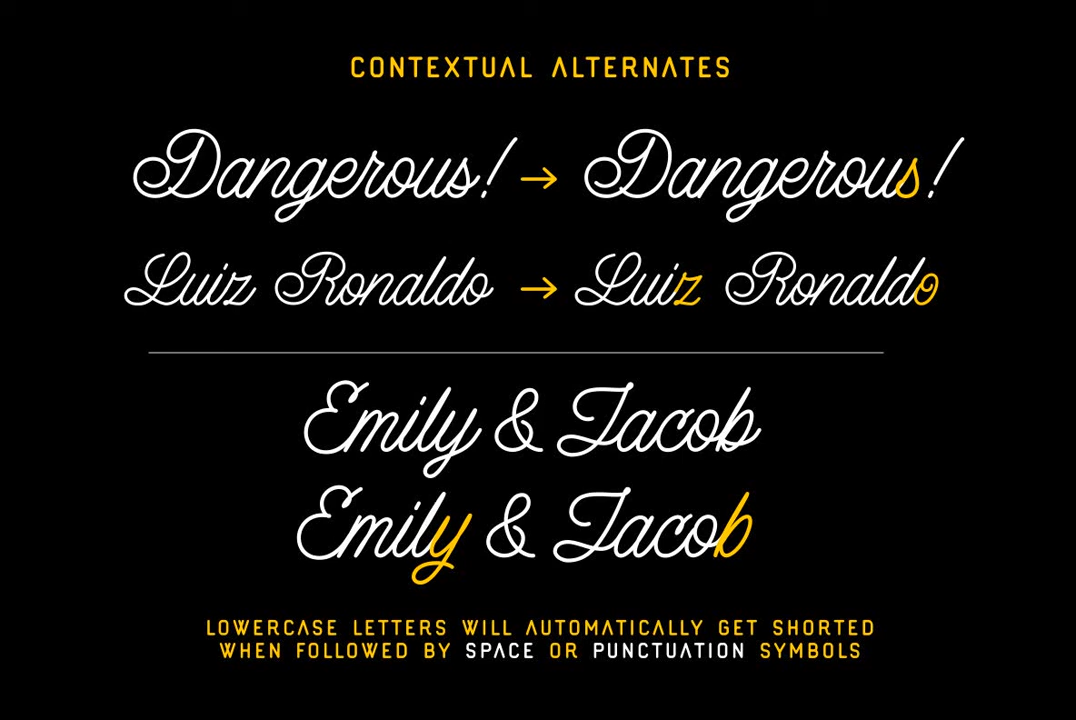 CONTEXTUAL ALTERNATES
Dangerous! → Dangerous!
Luiz Ronaldo → Luiz Ronaldo
Emily & Jacob
Emily & Jacob
LOWERCASE LETTERS WILL AUTOMATICALLY GET SHORTED
WHEN FOLLOWED BY SPACE OR PUNCTUATION SYMBOLS